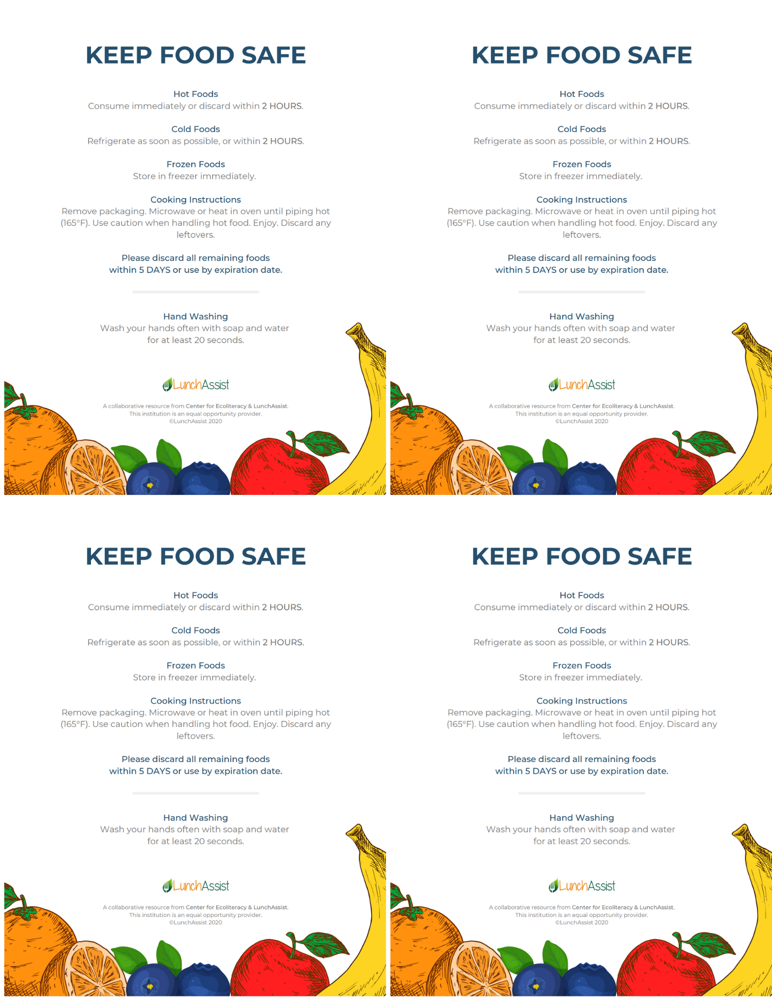 KEEP FOOD SAFE
Hot Foods
Consume immediately or discard within 2 HOURS.
Cold Foods
Refrigerate as soon as possible, or within 2 HOURS.
Frozen Foods
Store in freezer immediately.
Cooking Instructions
Remove packaging. Microwave or heat in oven until piping hot
(165°F). Use caution when handling hot food. Enjoy. Discard any
leftovers.
Please discard all remaining foods
within 5 DAYS or use by expiration date.
Hand Washing
Wash your hands often with soap and water
for at least 20 seconds.
LunchAssist
A collaborative resource from Center for Ecoliteracy & LunchAssist.
This institution is an equal opportunity provider.
©LunchAssist 2020
KEEP FOOD SAFE
Hot Foods
Consume immediately or discard within 2 HOURS.
Cold Foods
Refrigerate as soon as possible, or within 2 HOURS.
Frozen Foods
Store in freezer immediately.
Cooking Instructions
Remove packaging. Microwave or heat in oven until piping hot
(165°F). Use caution when handling hot food. Enjoy. Discard any
leftovers.
Please discard all remaining foods
within 5 DAYS or use by expiration date.
Hand Washing
Wash your hands often with soap and water
for at least 20 seconds.
LunchAssist
A collaborative resource from Center for Ecoliteracy & LunchAssist.
This institution is an equal opportunity provider.
©LunchAssist 2020
KEEP FOOD SAFE
Hot Foods
Consume immediately or discard within 2 HOURS.
Cold Foods
Refrigerate as soon as possible, or within 2 HOURS.
Frozen Foods
Store in freezer immediately.
Cooking Instructions
Remove packaging. Microwave or heat in oven until piping hot
(165°F). Use caution when handling hot food. Enjoy. Discard any
leftovers.
Please discard all remaining foods
within 5 DAYS or use by expiration date.
Hand Washing
Wash your hands often with soap and water
for at least 20 seconds.
LunchAssist
A collaborative resource from Center for Ecoliteracy & LunchAssist.
This institution is an equal opportunity provider.
©LunchAssist 2020
KEEP FOOD SAFE
Hot Foods
Consume immediately or discard within 2 HOURS.
Cold Foods
Refrigerate as soon as possible, or within 2 HOURS.
Frozen Foods
Store in freezer immediately.
Cooking Instructions
Remove packaging. Microwave or heat in oven until piping hot
(165°F). Use caution when handling hot food. Enjoy. Discard any
leftovers.
Please discard all remaining foods
within 5 DAYS or use by expiration date.
Hand Washing
Wash your hands often with soap and water
for at least 20 seconds.
LunchAssist
A collaborative resource from Center for Ecoliteracy & LunchAssist.
This institution is an equal opportunity provider.
©LunchAssist 2020